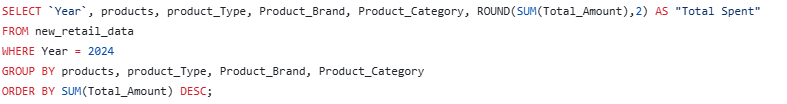 SELECT `Year`, products, product_Type, Product_Brand, Product_Category, ROUND(SUM(Total_Amount),2) AS "Total Spent"
FROM new_retail_data
WHERE Year = 2024
GROUP BY products, product_Type, Product_Brand, Product_Category
ORDER BY SUM(Total_Amount) DESC;